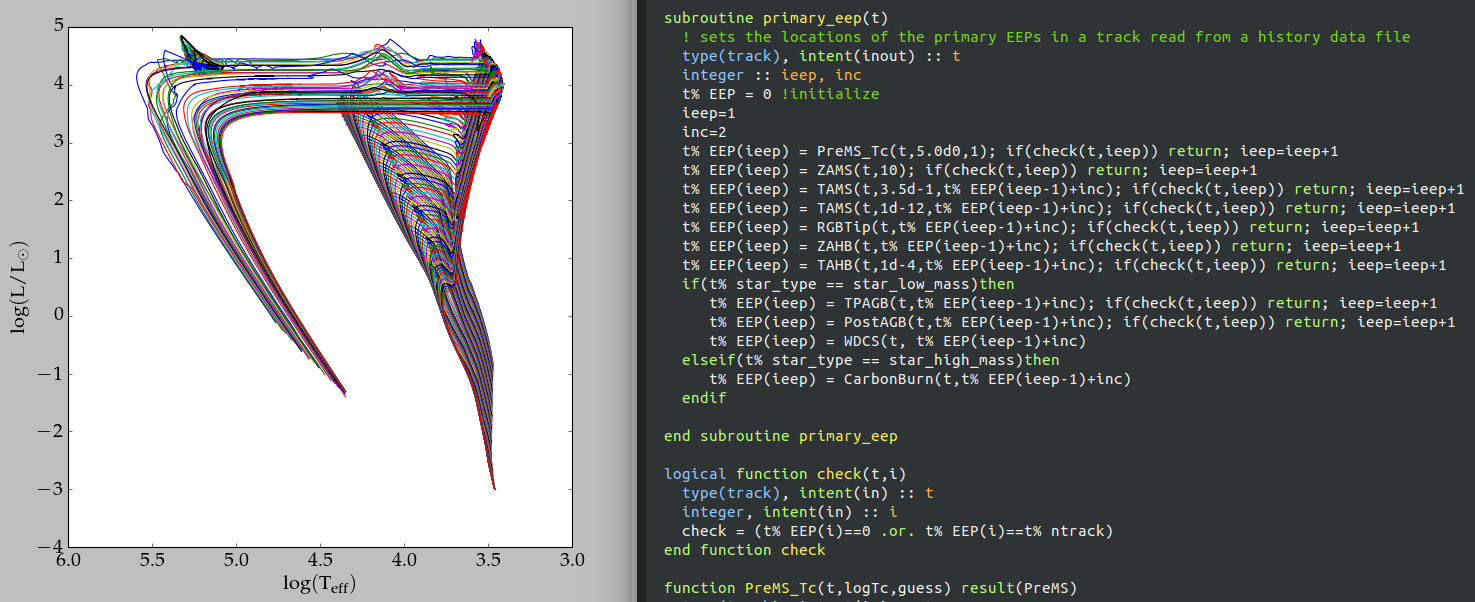 5
4
3
2
1
0
−1
−2
−3
−4
6.0 5.5 5.0 4.5 4.0 3.5 3.0
log(T_eff)
log(L/L_⊙)
subroutine primary_eep(t)
! sets the locations of the primary EEPs in a track read from a history data file
type(track), intent(inout) :: t
integer :: ieep, inc
t% EEP = 0 !initialize
ieep=1
inc=2
t% EEP(ieep) = PreMS_Tc(t,5.0d0,1); if(check(t,ieep)) return; ieep=ieep+1
t% EEP(ieep) = ZAMS(t,10); if(check(t,ieep)) return; ieep=ieep+1
t% EEP(ieep) = TAMS(t,3.5d-1,t% EEP(ieep-1)+inc); if(check(t,ieep)) return; ieep=ieep+1
t% EEP(ieep) = TAMS(t,1d-12,t% EEP(ieep-1)+inc); if(check(t,ieep)) return; ieep=ieep+1
t% EEP(ieep) = RGBTip(t,t% EEP(ieep-1)+inc); if(check(t,ieep)) return; ieep=ieep+1
t% EEP(ieep) = ZAHB(t,t% EEP(ieep-1)+inc); if(check(t,ieep)) return; ieep=ieep+1
t% EEP(ieep) = TAHB(t,1d-4,t% EEP(ieep-1)+inc); if(check(t,ieep)) return; ieep=ieep+1
if(t% star_type == star_low_mass)then
t% EEP(ieep) = TPAGB(t,t% EEP(ieep-1)+inc); if(check(t,ieep)) return; ieep=ieep+1
t% EEP(ieep) = PostAGB(t,t% EEP(ieep-1)+inc); if(check(t,ieep)) return; ieep=ieep+1
t% EEP(ieep) = WDCS(t, t% EEP(ieep-1)+inc)
elseif(t% star_type == star_high_mass)then
t% EEP(ieep) = CarbonBurn(t,t% EEP(ieep-1)+inc)
endif
end subroutine primary_eep
logical function check(t,i)
type(track), intent(in) :: t
integer, intent(in) :: i
check = (t% EEP(i)==0 .or. t% EEP(i)==t% ntrack)
end function check
function PreMS_Tc(t,logTc,guess) result(PreMS)